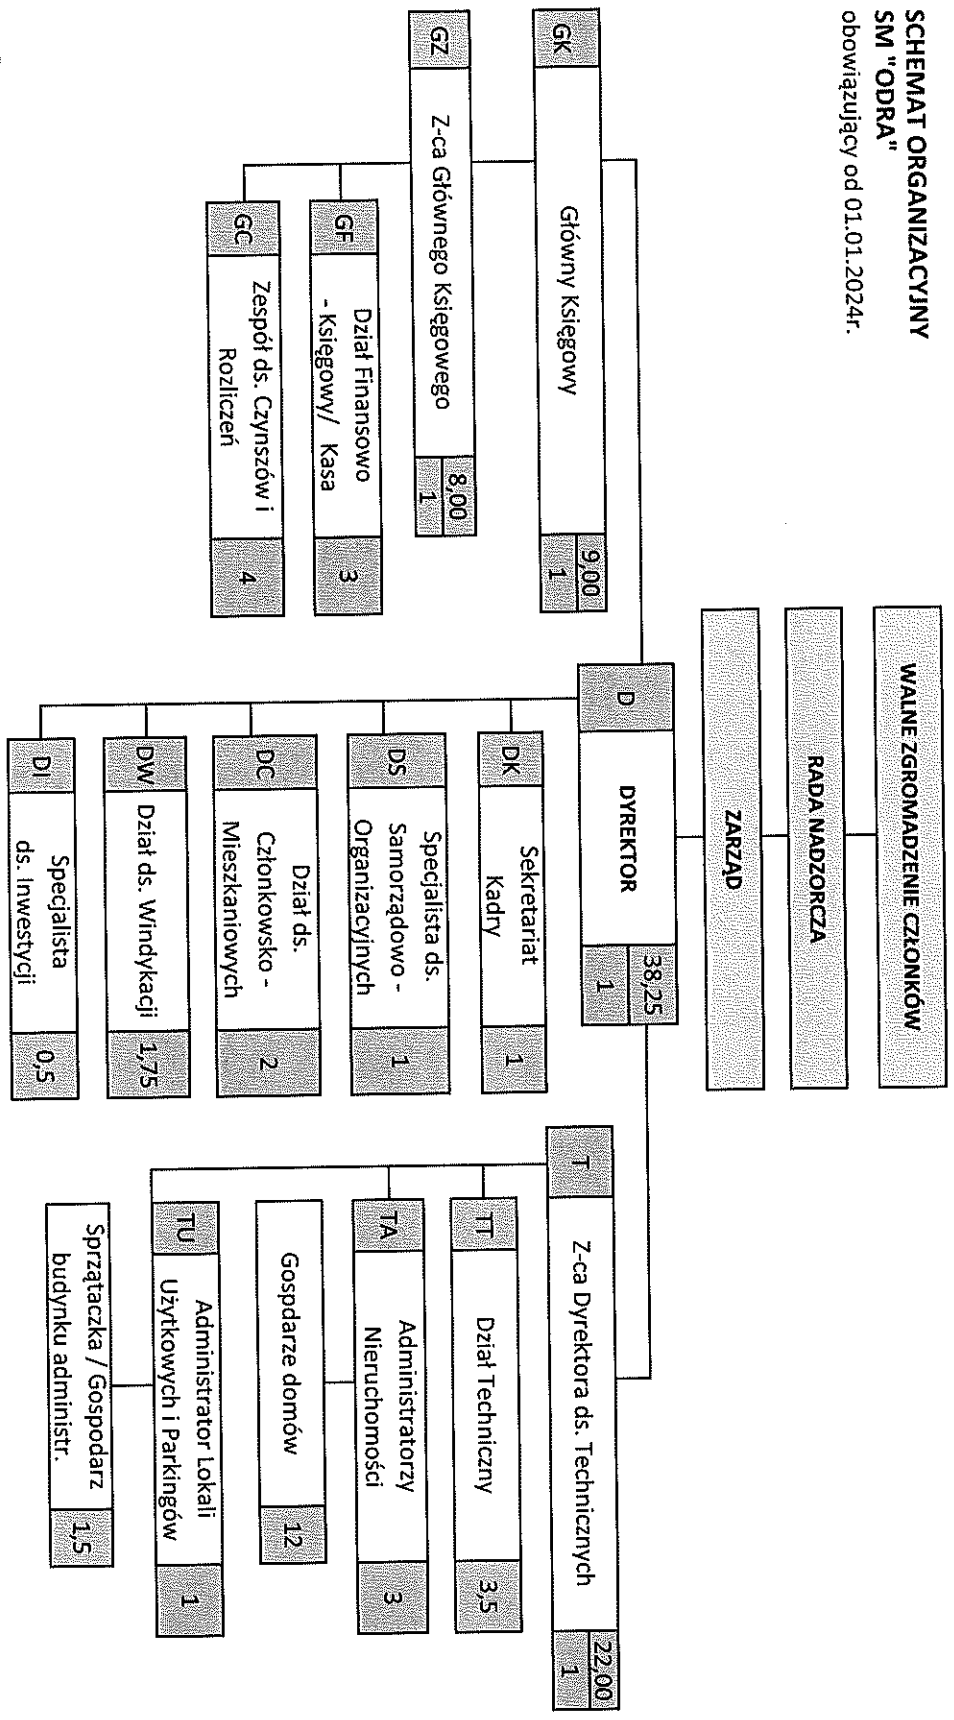 SCHEMAT ORGANIZACYJNY
SM "ODRA"
obowiązujący od 01.01.2024r.
WALNE ZGROMADZENIE CZŁONKÓW
RADA NADZORCZA
ZARZĄD
D
DYREKTOR
38,25
1
GK
Główny Księgowy
9,00
1
GZ
Z-ca Głównego Księgowego
8,00
1
GF
Dział Finansowo
- Księgowy/ Kasa
3
GC
Zespół ds. Czynszów i
Rozliczeń
4
DK
Sekretariat
Kadry
1
DS
Specjalista ds.
Samorządowo -
Organizacyjnych
1
DC
Dział ds.
Członkowsko -
Mieszkaniowych
2
DW
Dział ds. Windykacji
1,75
DI
Specjalista
ds. Inwestycji
0,5
T
Z-ca Dyrektora ds. Technicznych
22,00
1
TT
Dział Techniczny
3,5
TA
Administratorzy
Nieruchomości
3
Gospdarze domów
12
TU
Administrator Lokali
Użytkowych i Parkingów
1
Sprzątaczka / Gospodarz
budynku administr.
1,5